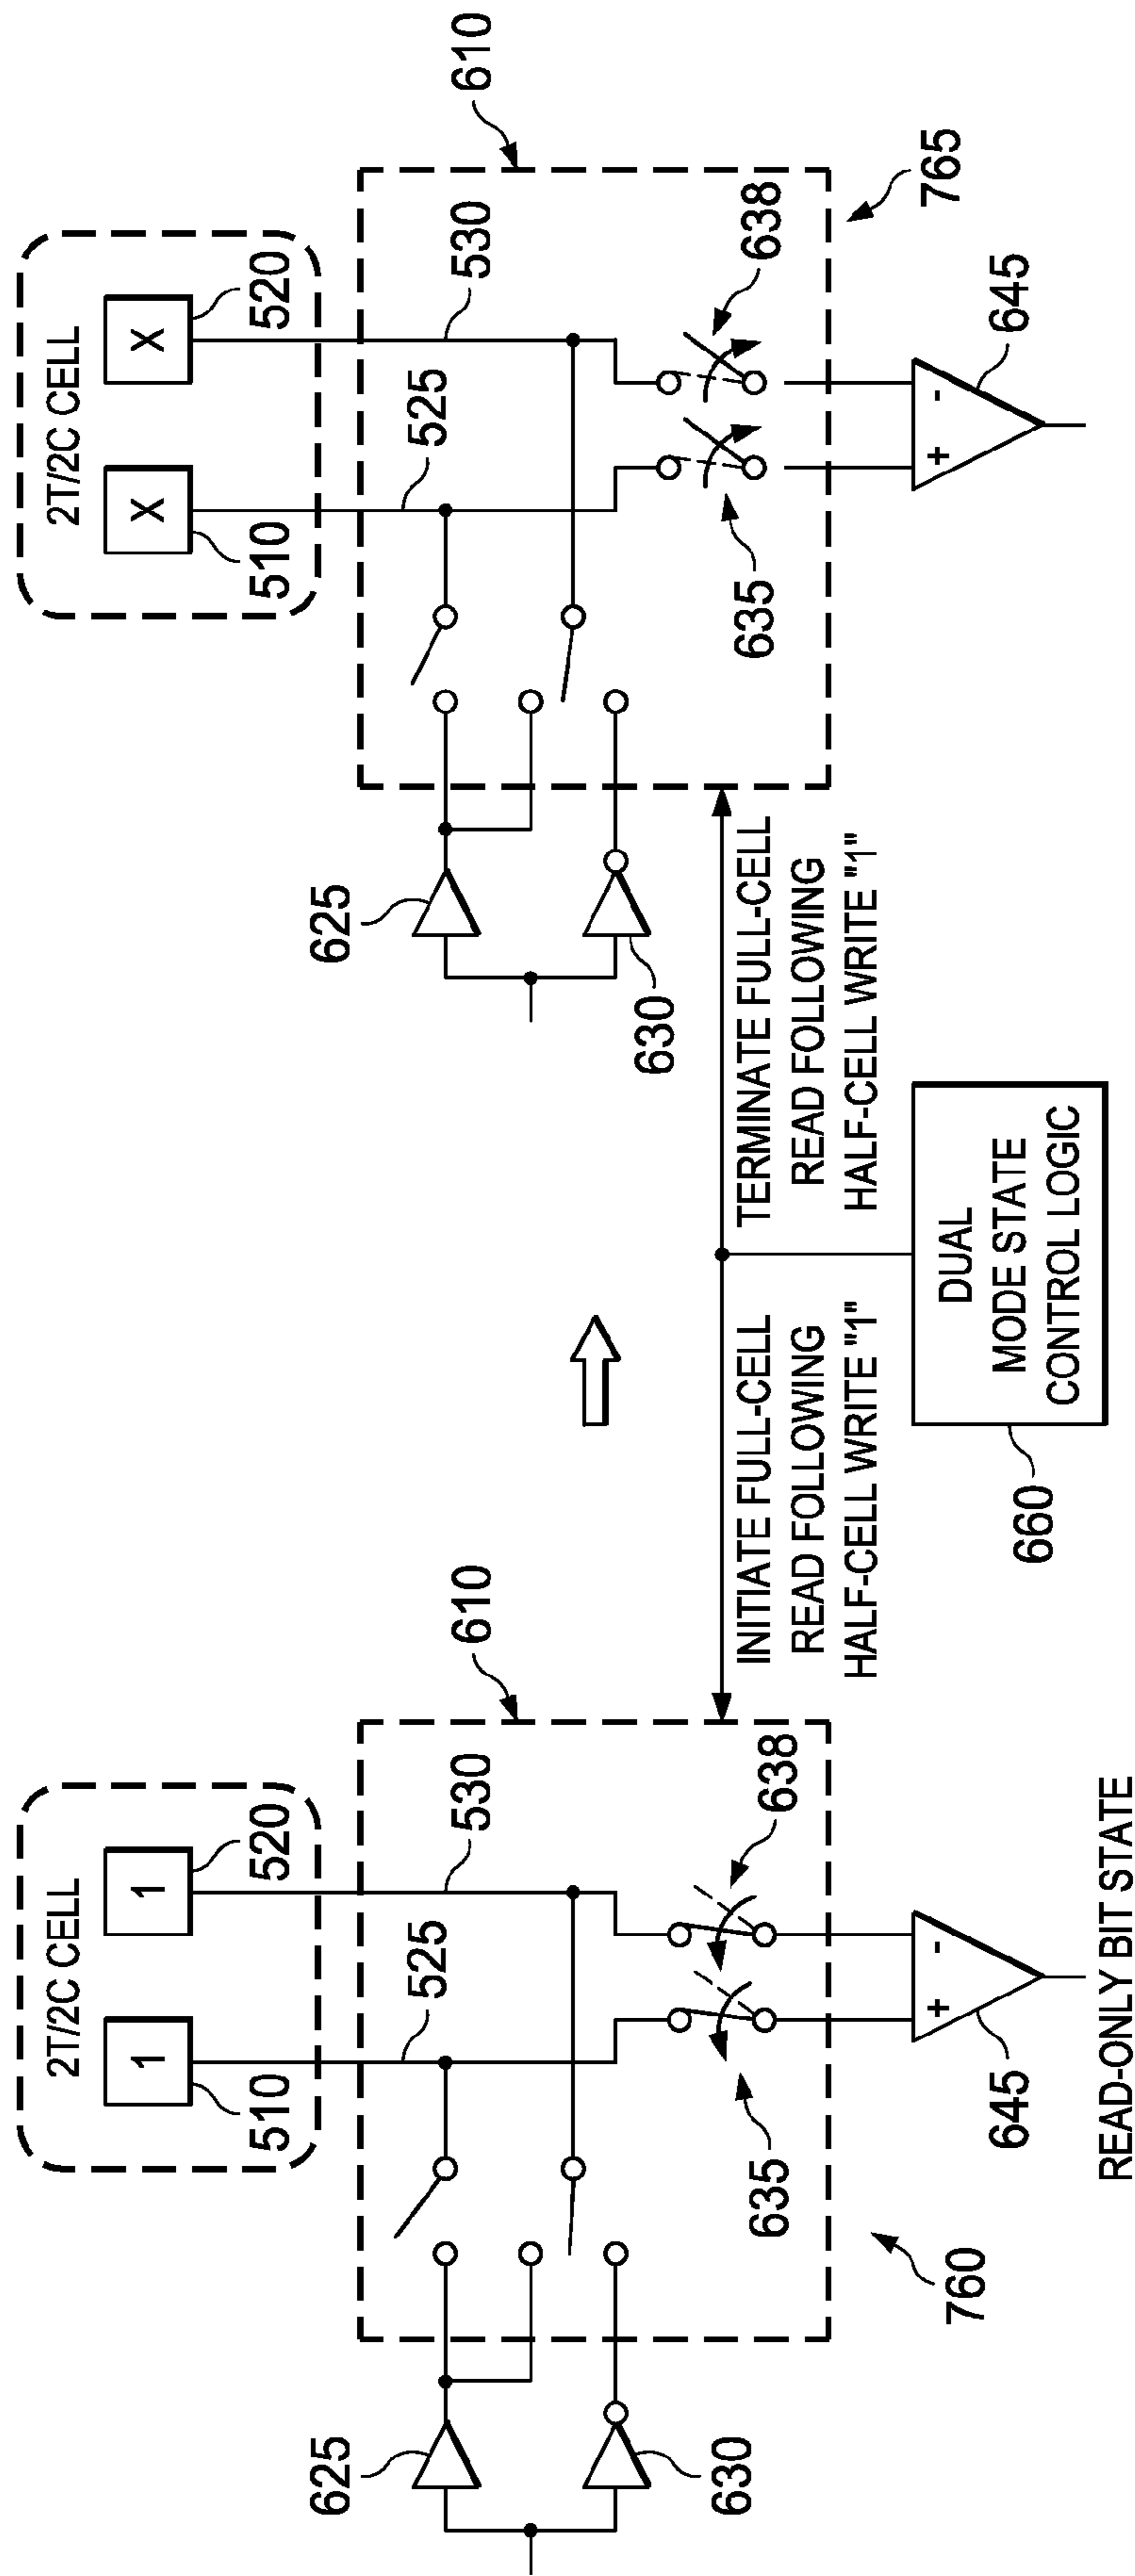 2T/2C CELL
1
1
510
520
525
530
610
625
630
635
638
645
760
READ-ONLY BIT STATE
INITIATE FULL-CELL
READ FOLLOWING
HALF-CELL WRITE "1"
TERMINATE FULL-CELL
READ FOLLOWING
HALF-CELL WRITE "1"
DUAL
MODE STATE
CONTROL LOGIC
660
2T/2C CELL
X
X
510
520
525
530
610
625
630
635
638
+
-
645
765
+
-